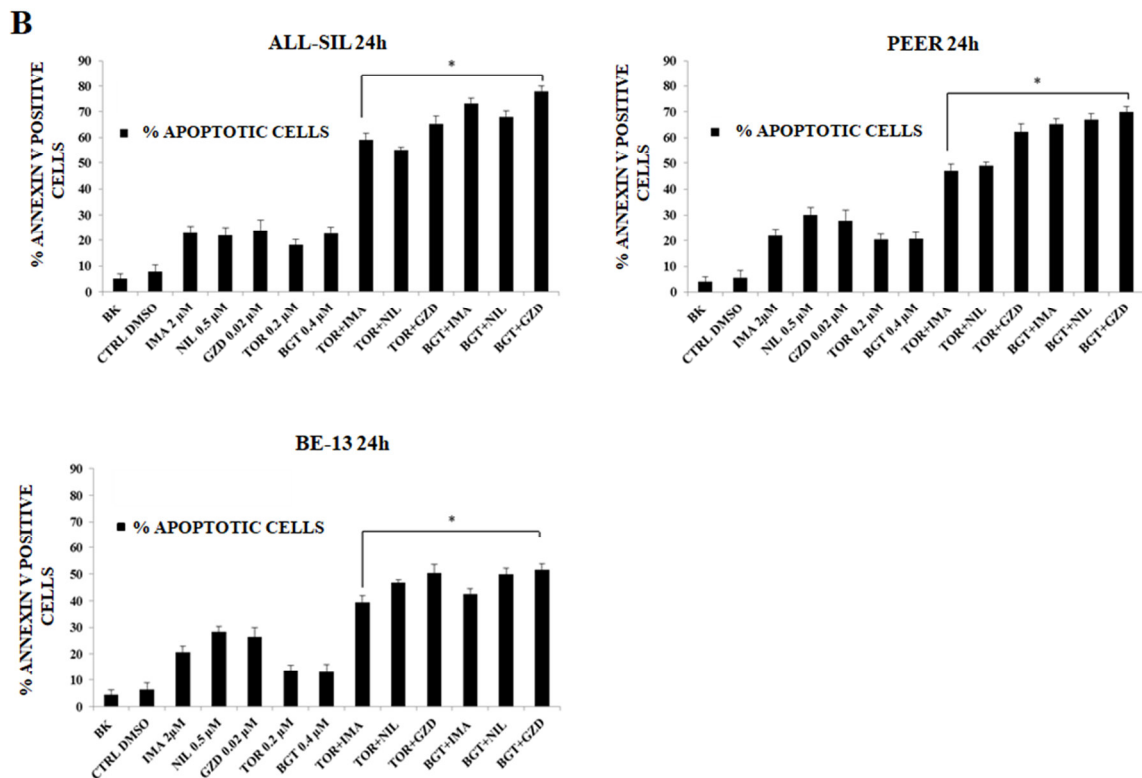 B
ALL-SIL 24h
90
80
70
60
50
40
30
20
10
0
% ANNEXIN V POSITIVE
CELLS
■ % APOPTOTIC CELLS
*
BK
CTRL DMSO
IMA 2 µM
NIL 0.5 µM
GZD 0.02 µM
TOR 0.2 µM
BGT 0.4 µM
TOR+IMA
TOR+NIL
TOR+GZD
BGT+IMA
BGT+NIL
BGT+GZD
PEER 24h
90
80
70
60
50
40
30
20
10
0
% ANNEXIN V POSITIVE
CELLS
■ % APOPTOTIC CELLS
*
BK
CTRL DMSO
IMA 2µM
NIL 0.5 µM
GZD 0.02 µM
TOR 0.2 µM
BGT 0.4 µM
TOR+IMA
TOR+NIL
TOR+GZD
BGT+IMA
BGT+NIL
BGT+GZD
BE-13 24h
90
80
70
60
50
40
30
20
10
0
% ANNEXIN V POSITIVE
CELLS
■ % APOPTOTIC CELLS
*
BK
CTRL DMSO
IMA 2µM
NIL 0.5 µM
GZD 0.02 µM
TOR 0.2 µM
BGT 0.4 µM
TOR+IMA
TOR+NIL
TOR+GZD
BGT+IMA
BGT+NIL
BGT+GZD